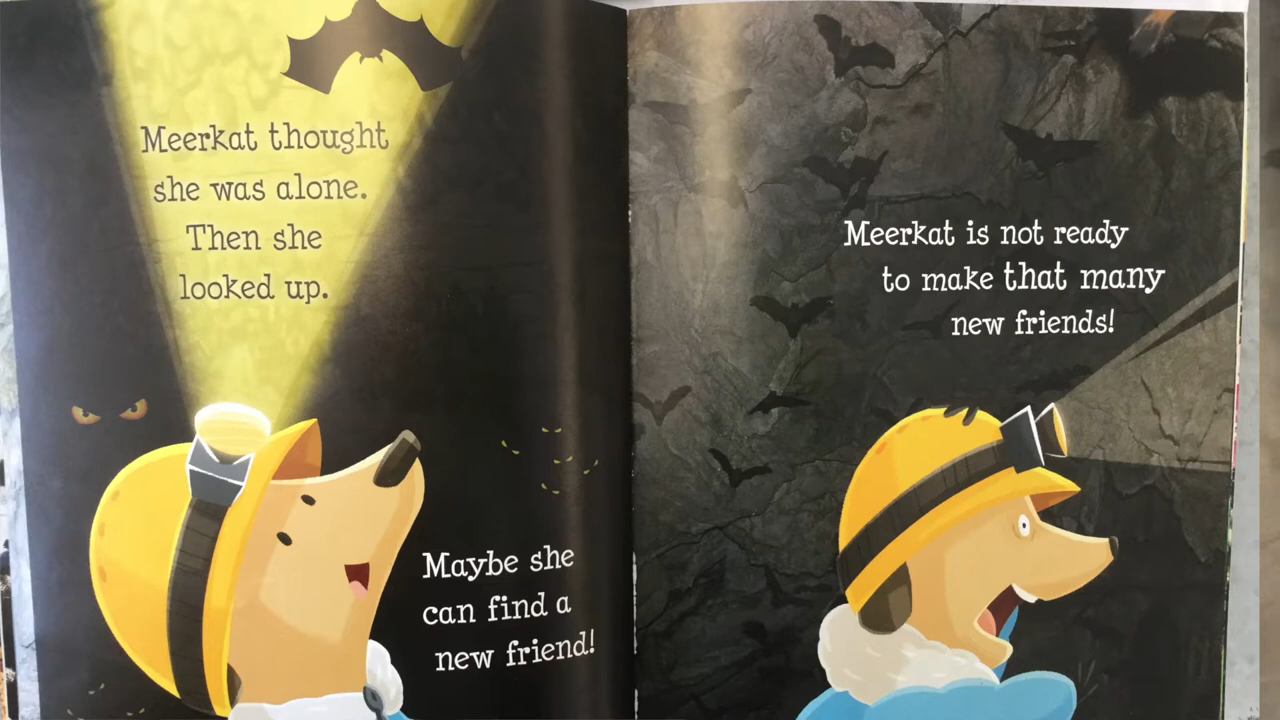 Meerkat thought
she was alone.
Then she
looked up.
Maybe she
can find a
new friend!
Meerkat is not ready
to make that many
new friends!